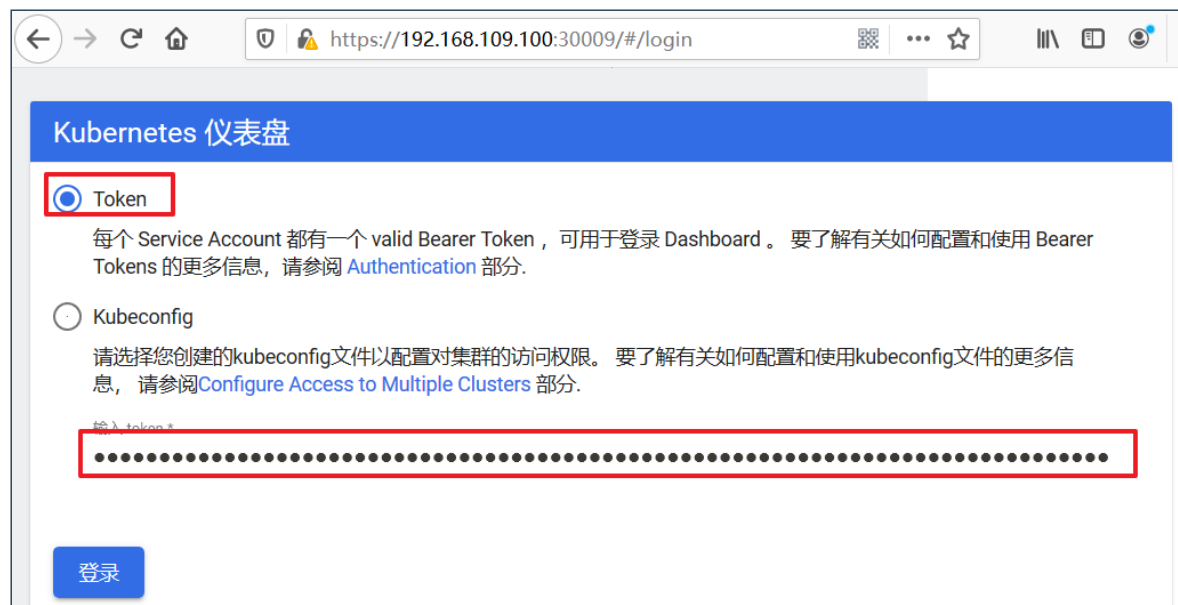 https://192.168.109.100:30009/#/login
Kubernetes 仪表盘
Token
每个 Service Account 都有一个 valid Bearer Token ，可用于登录 Dashboard 。 要了解有关如何配置和使用 Bearer
Tokens 的更多信息，请参阅 Authentication 部分.
Kubeconfig
请选择您创建的kubeconfig文件以配置对集群的访问权限。 要了解有关如何配置和使用kubeconfig文件的更多信
息， 请参阅Configure Access to Multiple Clusters 部分.
输入 token *
登录